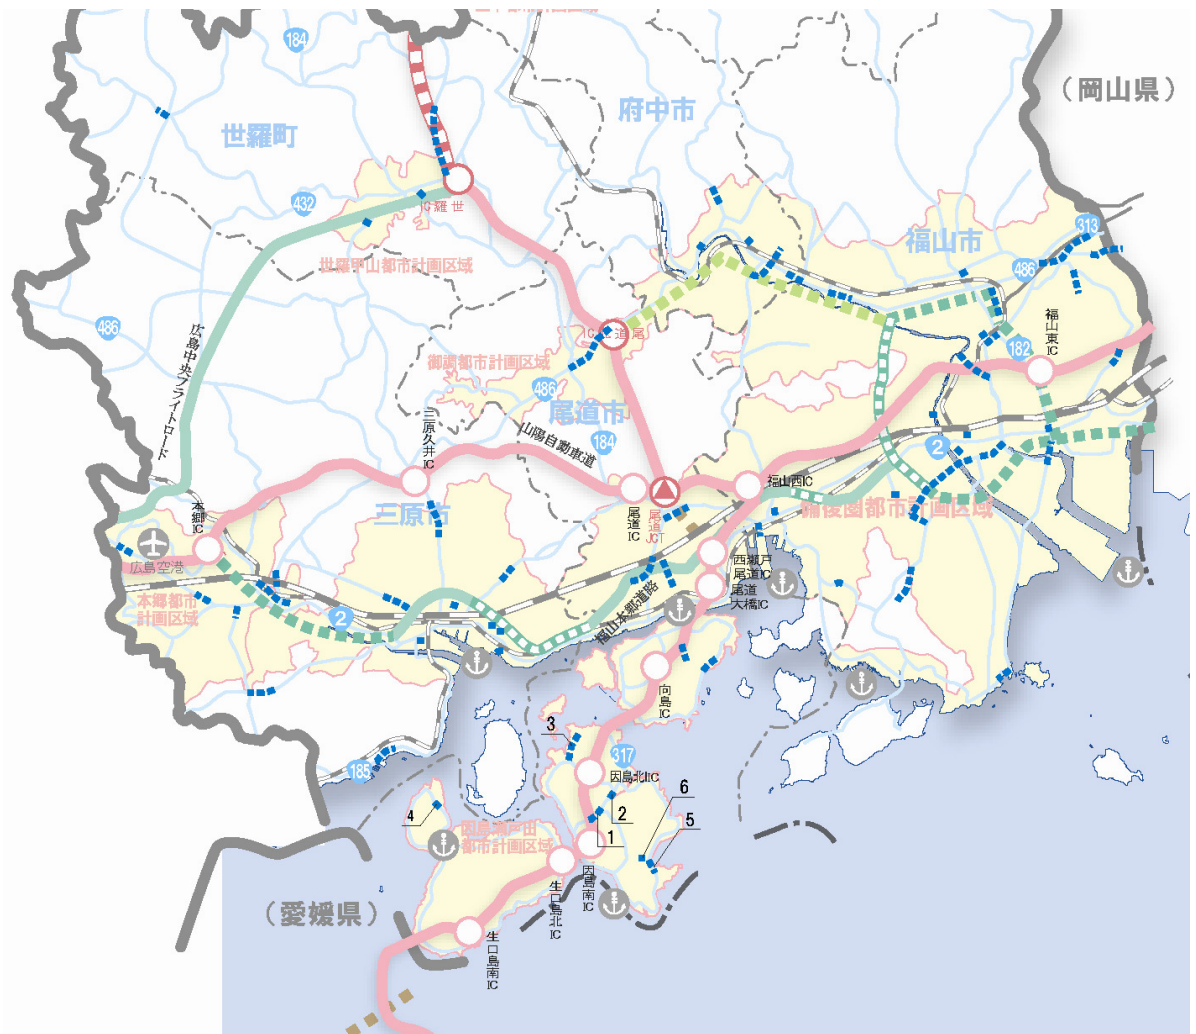 184
(岡山県)
府中市
世羅町
432
世羅IC
313
福山市
486
世羅甲山都市計画区域
486
広島中央フライトロード
尾道北IC
福山東IC
182
御調都市計画区域
486
尾道市
三原久井IC
184
山陽自動車道
2
福山西IC
三原市
本郷IC
尾道IC
尾道JCT
備後圏都市計画区域
広島空港
西瀬戸
尾道IC
尾道
大橋IC
本郷都市
計画区域
2
福山本郷道路
向島IC
3
317
185
因島北IC
6
4
2
5
因島瀬戸田
都市計画区域
1
因島南IC
生口島北IC
(愛媛県)
生口島南IC